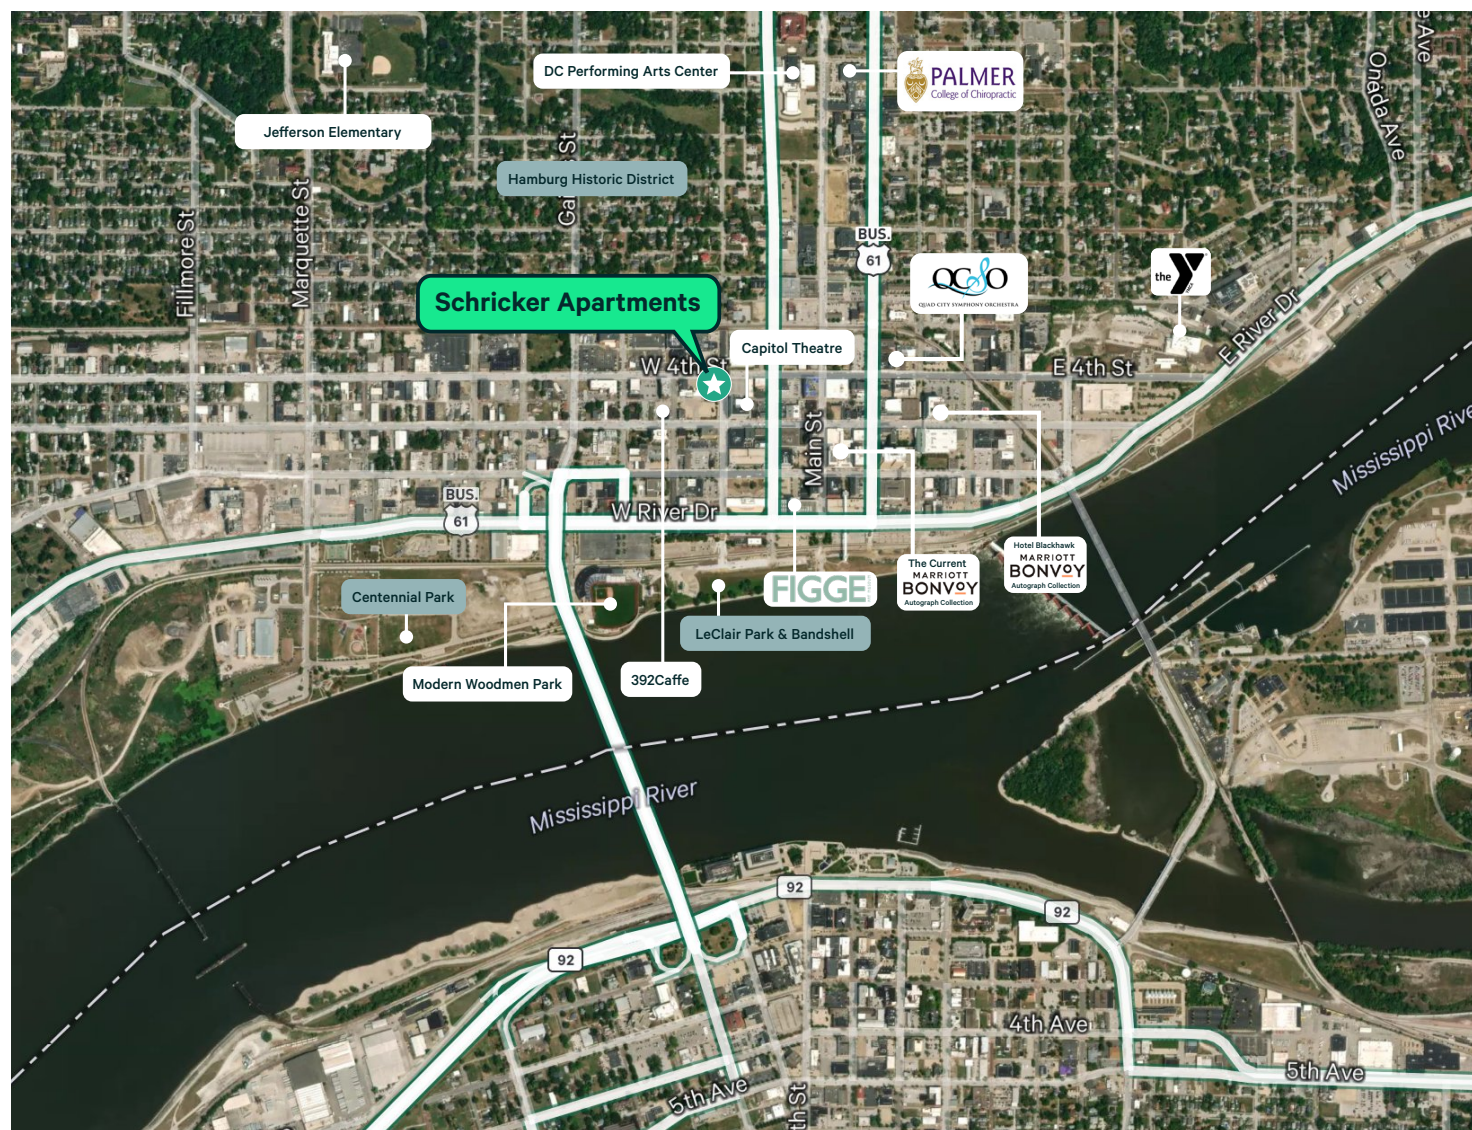 DC Performing Arts Center
PALMER
College of Chiropractic
Jefferson Elementary
Onada Ave
e Ave
Hamburg Historic District
Fillmore St
Marquette St
BUS.
61
QCSO
QUAD CITY SYMPHONY ORCHESTRA
the
Y
Schricker Apartments
Capitol Theatre
W 4th St
E 4th St
E River Dr
Main St
Mississippi Rive
BUS.
61
W River Dr
Centennial Park
FIGGE
The Current
MARRIOTT
BONVOY
Autograph Collection
Hotel Blackhawk
MARRIOTT
BONVOY
Autograph Collection
LeClair Park & Bandshell
Modern Woodmen Park
392Caffe
Mississippi River
92
92
92
4th Ave
5th Ave
5th Ave
th St